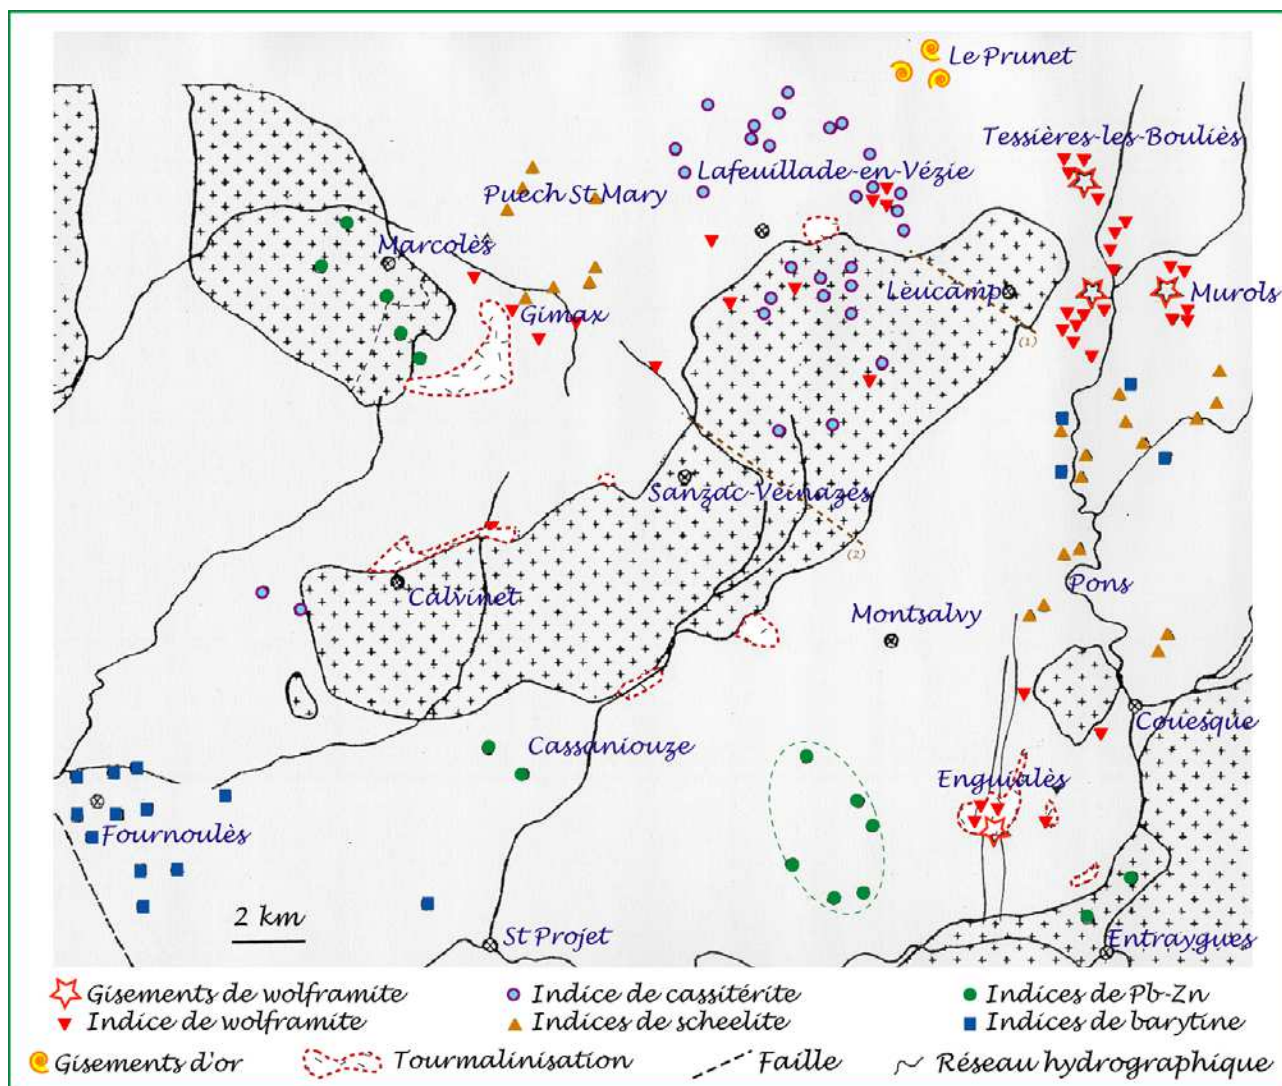 Le Prunet
Tessières-les-Bouliès
Lafeuillade-en-Vézie
Puech St Mary
Marcolès
Leucamp
Murols
Gimax
(1)
Sanzac-Veinazès
(2)
Calvinet
Pons
Montsalvy
Couesque
Cassaniouze
Enguialès
Fournoulès
2 km
St Projet
Entraygues
Gisements de wolframite
Indice de cassitérite
Indices de Pb-Zn
Indice de wolframite
Indices de scheelite
Indices de barytine
Gisements d'or
Tourmalinisation
Faille
Réseau hydrographique